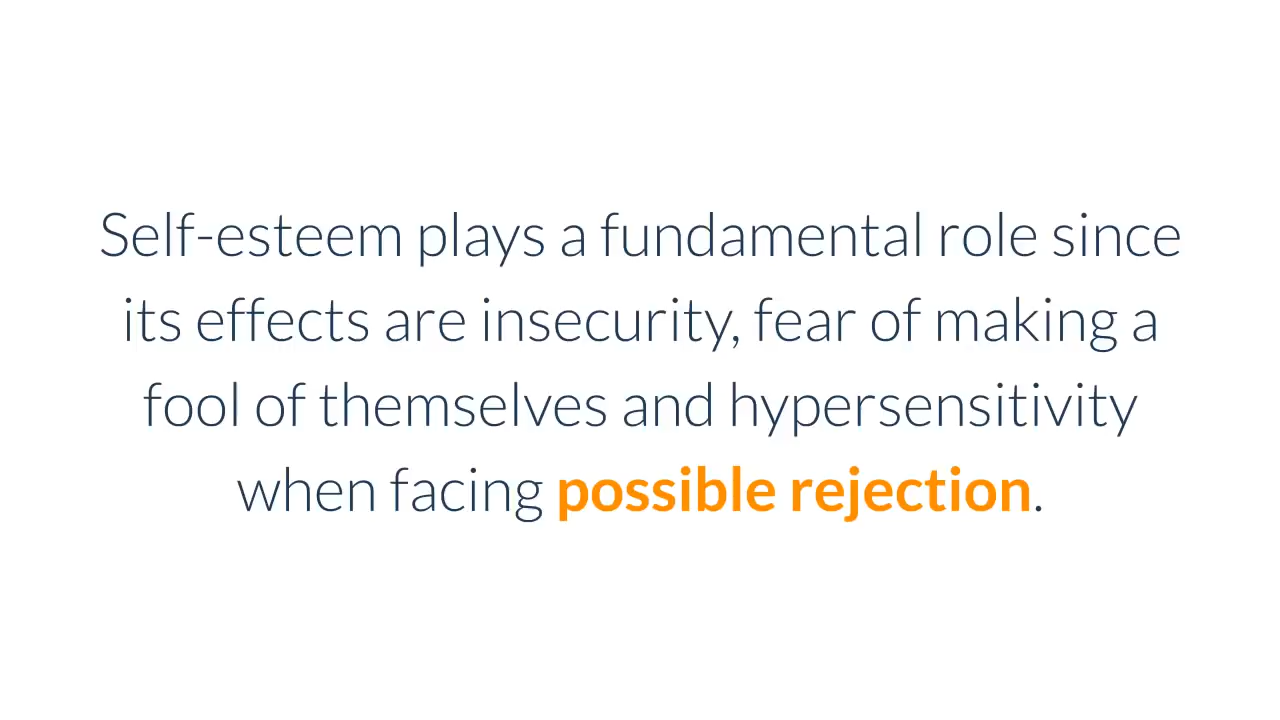 Self-esteem plays a fundamental role since
its effects are insecurity, fear of making a
fool of themselves and hypersensitivity
when facing possible rejection.